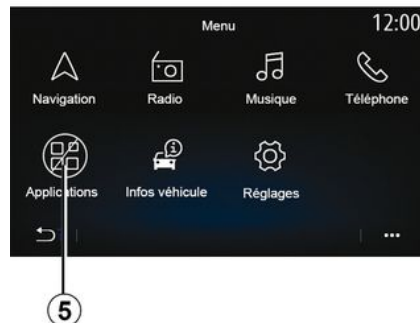 Menu 12:00
Navigation Radio Musique Téléphone
Applications Infos véhicule Réglages
5